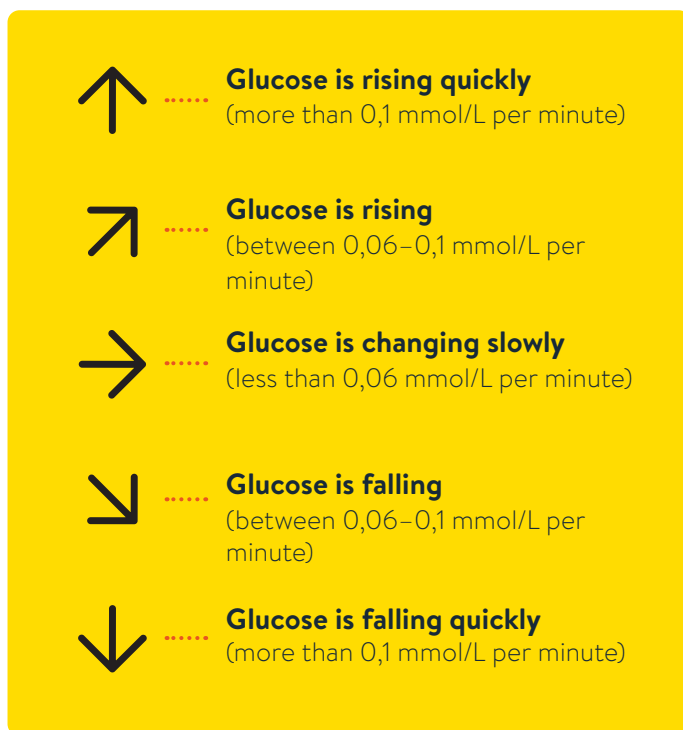 Glucose is rising quickly
(more than 0,1 mmol/L per minute)
Glucose is rising
(between 0,06–0,1 mmol/L per
minute)
Glucose is changing slowly
(less than 0,06 mmol/L per minute)
Glucose is falling
(between 0,06–0,1 mmol/L per
minute)
Glucose is falling quickly
(more than 0,1 mmol/L per minute)